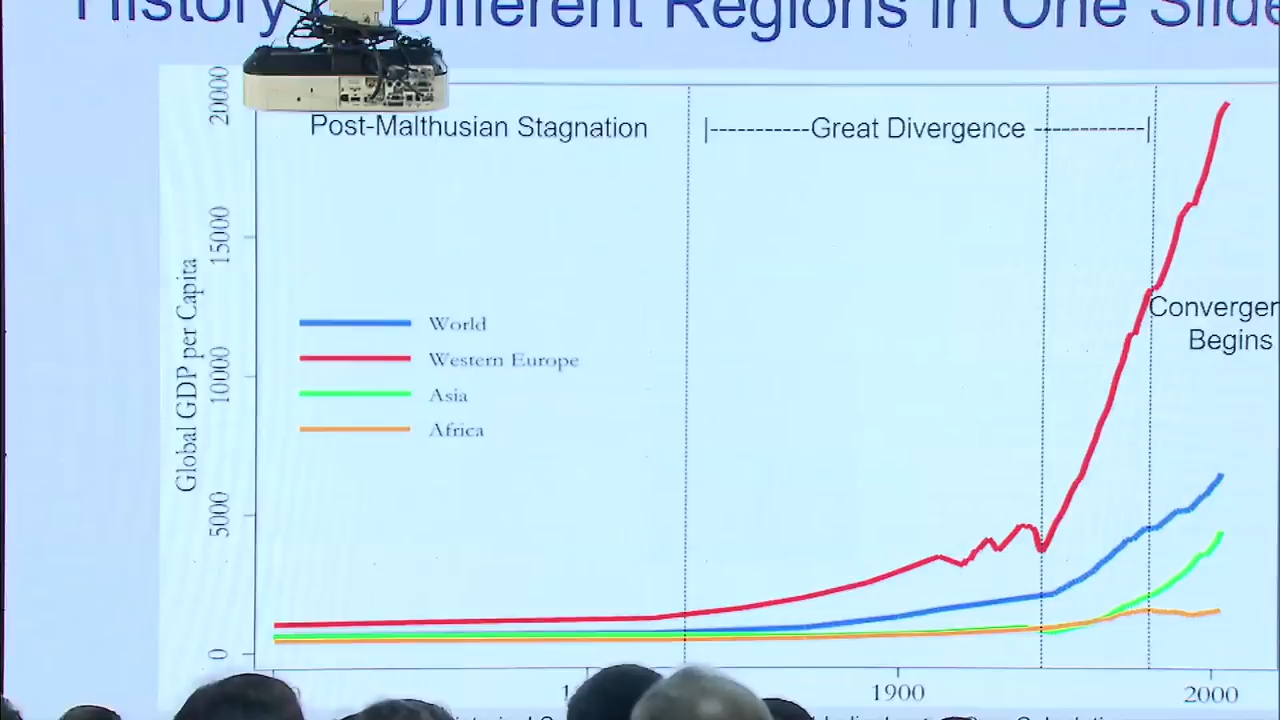 History Different Regions in One Slide
20000
Post-Malthusian Stagnation
|-----------Great Divergence ------------|
15000
Global GDP per Capita
World
Western Europe
Asia
Africa
10000
Begins
5000
0
1900
2000